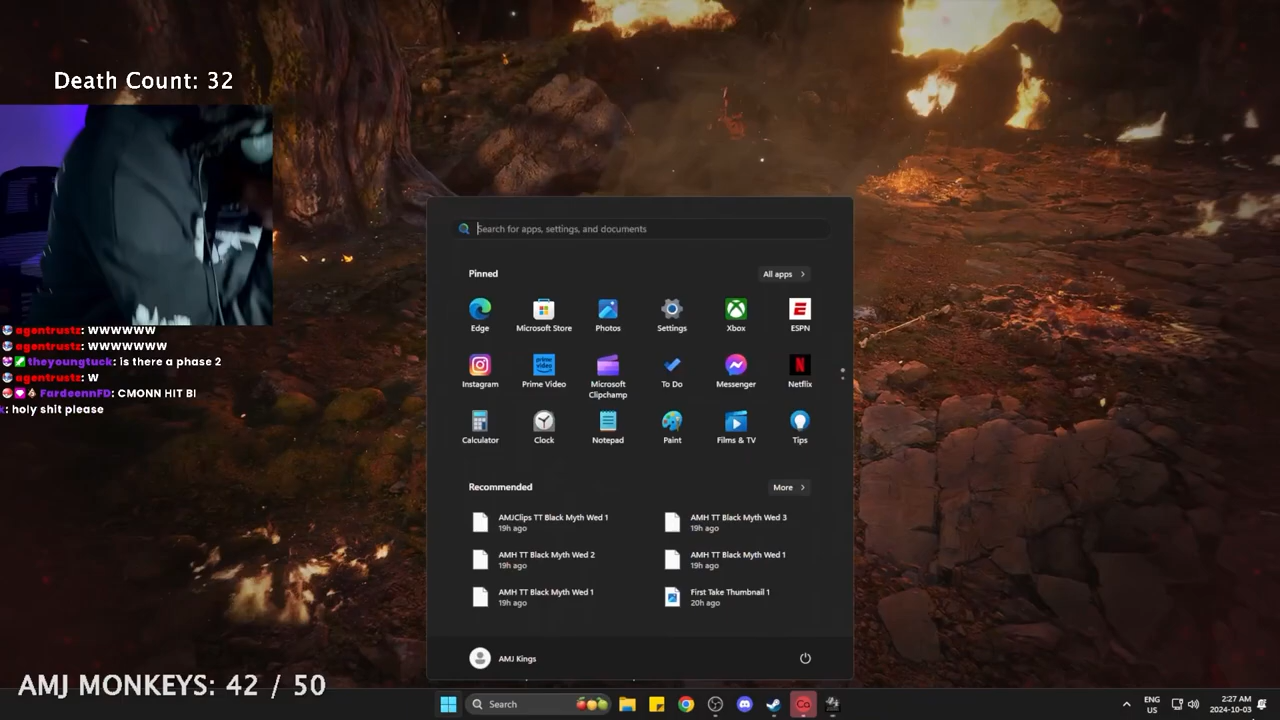 Death Count: 32
agentrustz: WWWWWW
agentrustz: WWWWWWW
theyoungtuck: is there a phase 2
agentrustz: W
FardeennFD: CMONN HIT BI
: holy shit please
AMJ MONKEYS: 42 / 50
Search for apps, settings, and documents
Pinned
All apps
Edge
Microsoft Store
Photos
Settings
Xbox
ESPN
Instagram
Prime Video
Microsoft
Clipchamp
To Do
Messenger
Netflix
Calculator
Clock
Notepad
Paint
Films & TV
Tips
Recommended
More
AMJClips TT Black Myth Wed 1
19h ago
AMH TT Black Myth Wed 3
19h ago
AMH TT Black Myth Wed 2
19h ago
AMH TT Black Myth Wed 1
19h ago
AMH TT Black Myth Wed 1
19h ago
First Take Thumbnail 1
20h ago
AMJ Kings
Search
ENG
US
2:27 AM
2024-10-03